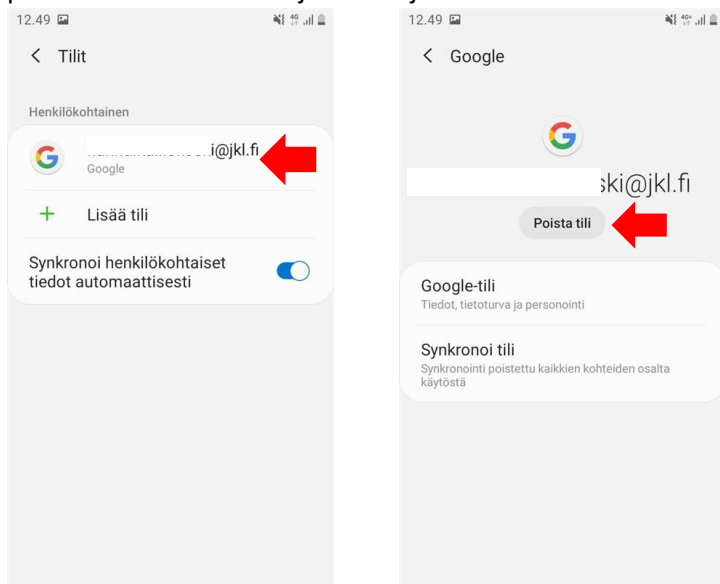 12.49
Tilit
Henkilökohtainen
i@jkl.fi
Google
Lisää tili
Synkronoi henkilökohtaiset
tiedot automaattisesti
12.49
Google
ski@jkl.fi
Poista tili
Google-tili
Tiedot, tietoturva ja personointi
Synkronoi tili
Synkronointi poistettu kaikkien kohteiden osalta
käytöstä